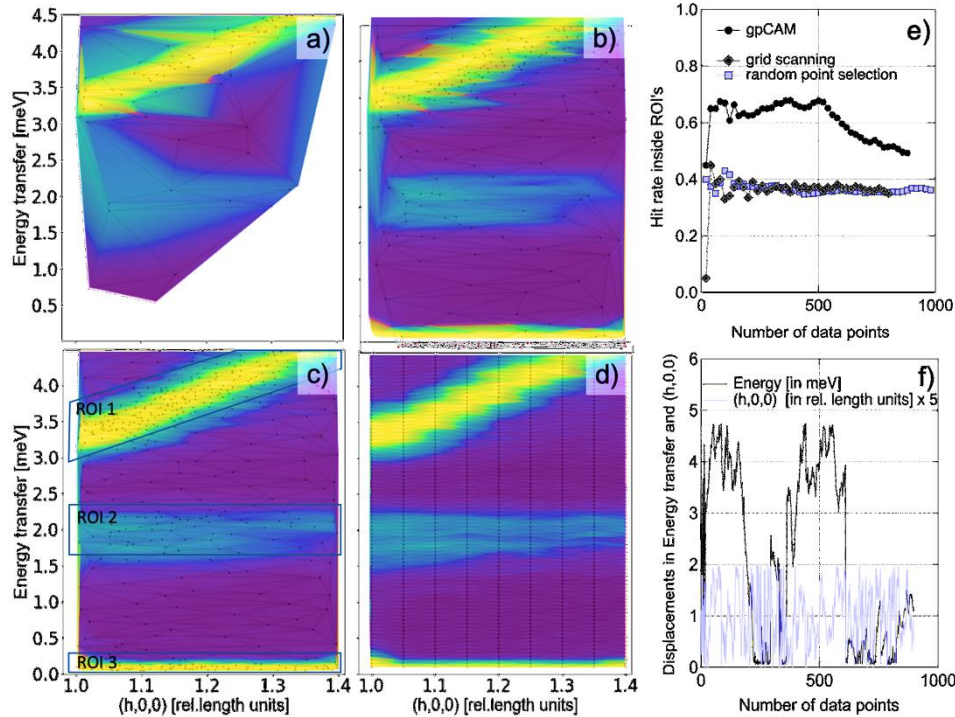 a)
4.5
4.0
3.5
3.0
2.5
2.0
1.5
1.0
0.5
Energy transfer [meV]
b)
c)
ROI 1
ROI 2
ROI 3
4.0
3.5
3.0
2.5
2.0
1.5
1.0
0.5
0.0
Energy transfer [meV]
1.0 1.1 1.2 1.3 1.4
(h,0,0) [rel.length units]
d)
1.0 1.1 1.2 1.3 1.4
(h,0,0) [rel.length units]
e)
gpCAM
grid scanning
random point selection
1.0
0.8
0.6
0.4
0.2
0.0
Hit rate inside ROI's
0 500 1000
Number of data points
f)
Energy [in meV]
(h,0,0) [in rel. length units] x 5
6
5
4
3
2
1
0
Displacements in Energy transfer and (h,0,0)
0 500 1000
Number of data points